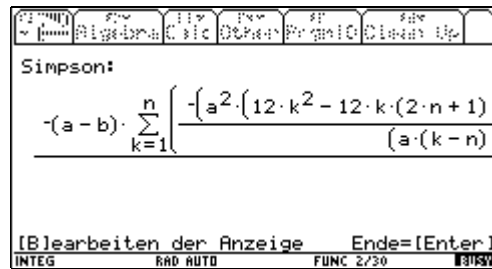 Algebra Calc Other PrgmIO Clean Up
Simpson:
-(a - b)· n ∑ k=1 ( -(a²·(12·k² - 12·k·(2·n + 1)
(a·(k - n)
[B]earbeiten der Anzeige Ende=[Enter]
INTEG RAD AUTO FUNC 2/30 BUSY